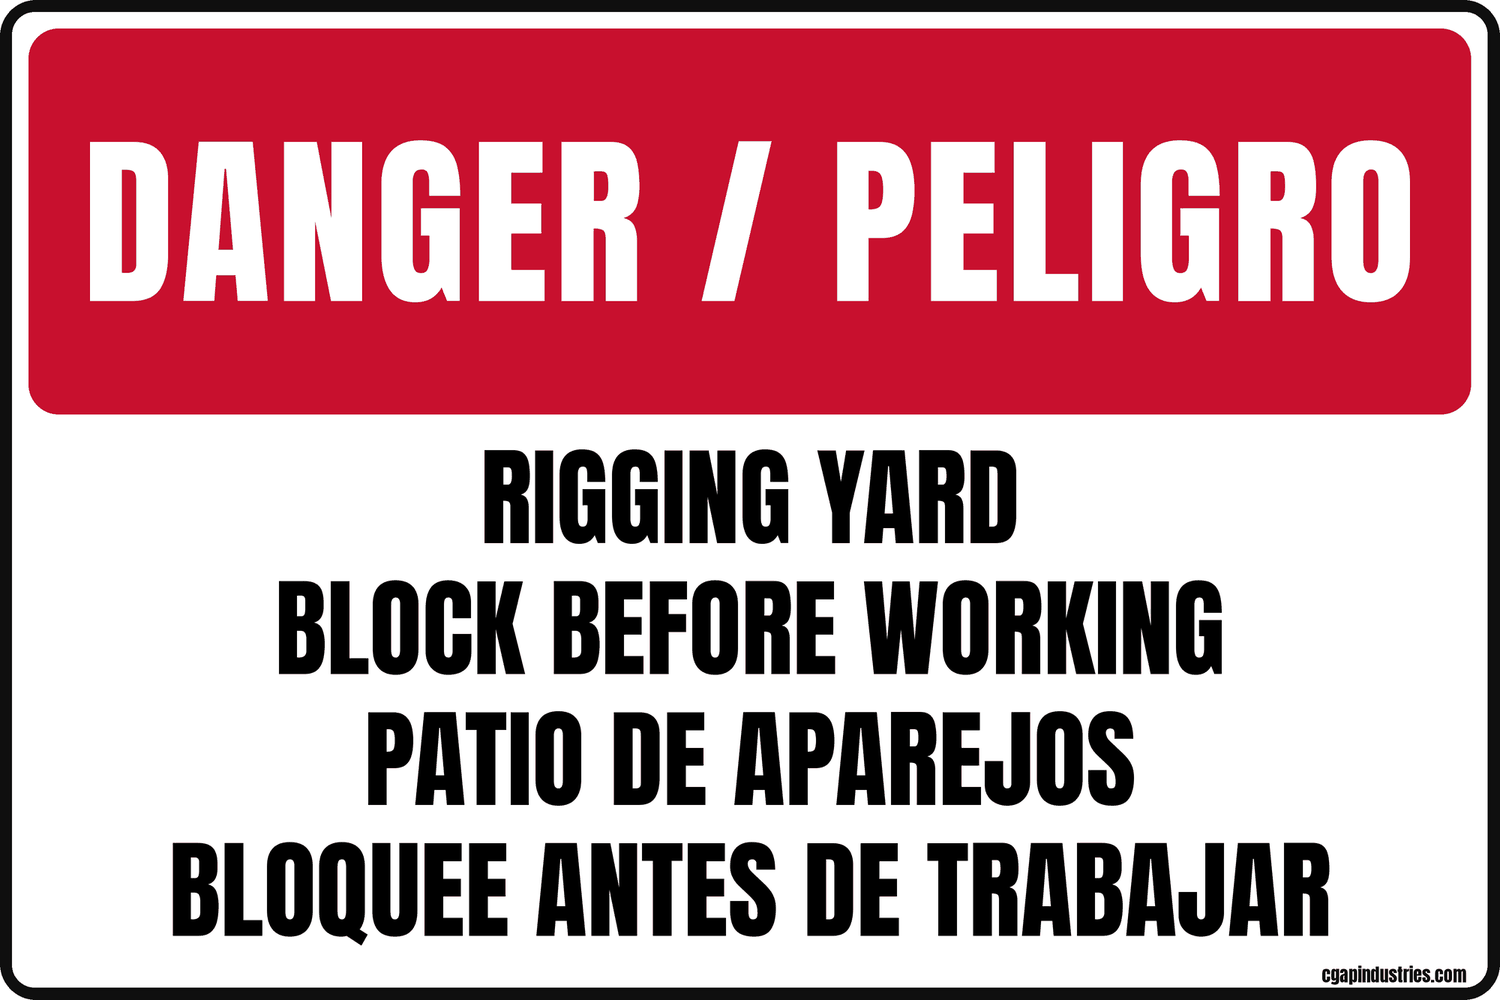 DANGER / PELIGRO
RIGGING YARD
BLOCK BEFORE WORKING
PATIO DE APAREJOS
BLOQUEE ANTES DE TRABAJAR
cgapindustries.com